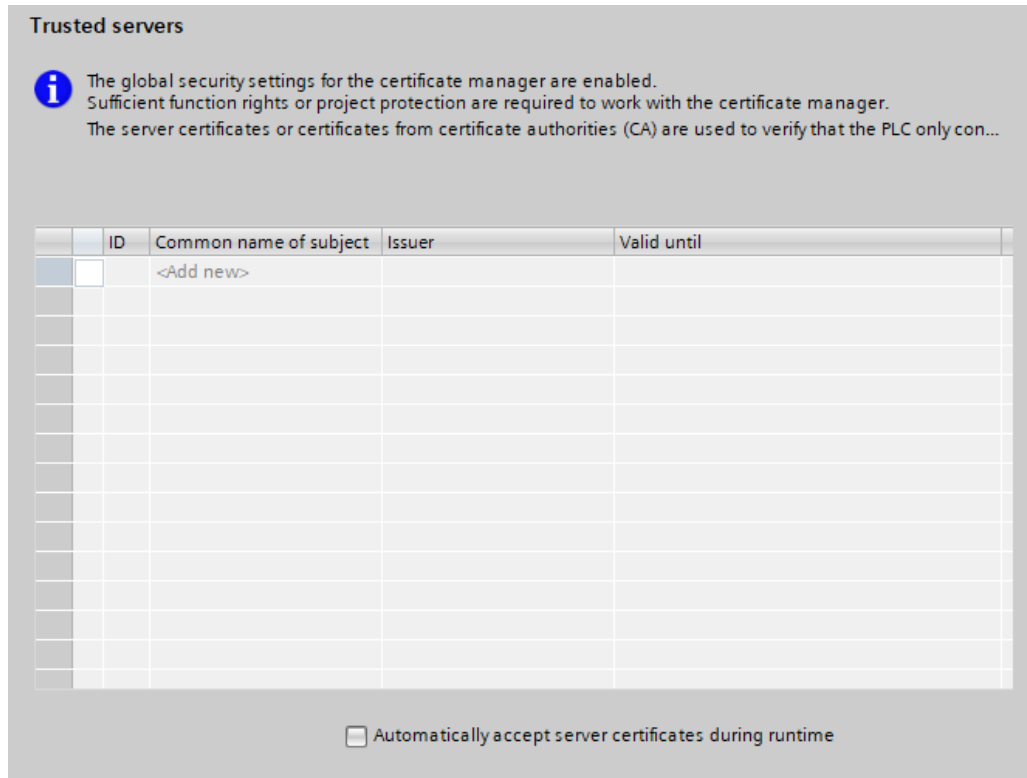 Trusted servers
The global security settings for the certificate manager are enabled.
Sufficient function rights or project protection are required to work with the certificate manager.
The server certificates or certificates from certificate authorities (CA) are used to verify that the PLC only con...
ID Common name of subject Issuer Valid until
<Add new>
Automatically accept server certificates during runtime